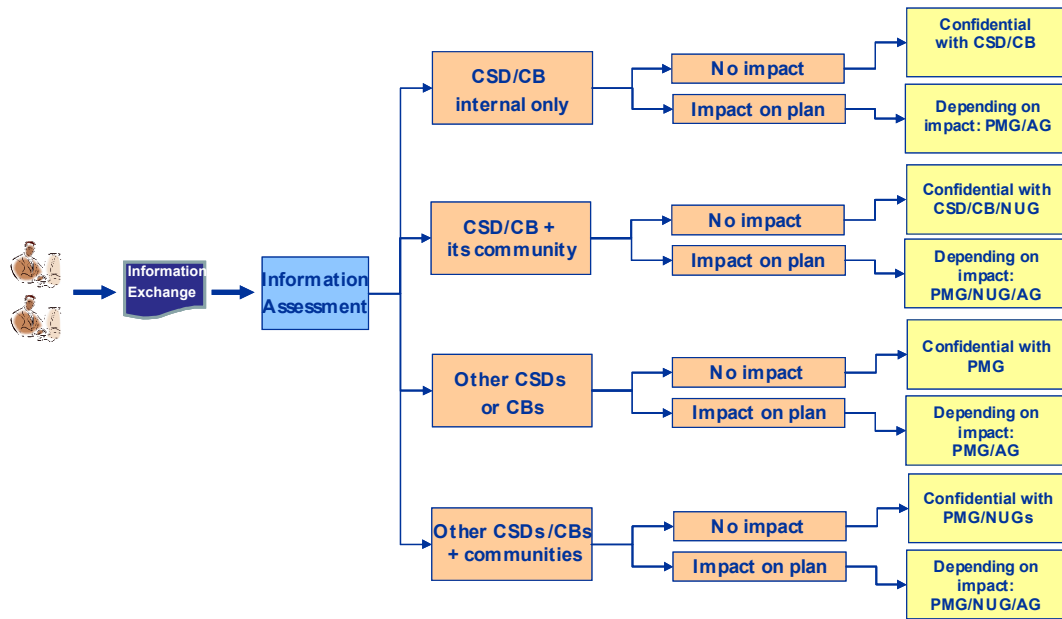 Information
Exchange
Information
Assessment
CSD/CB
internal only
No impact
Confidential
with CSD/CB
Impact on plan
Depending on
impact: PMG/AG
CSD/CB +
its community
No impact
Confidential with
CSD/CB/NUG
Impact on plan
Depending on
impact:
PMG/NUG/AG
Other CSDs
or CBs
No impact
Confidential with
PMG
Impact on plan
Depending on
impact:
PMG/AG
Other CSDs/CBs
+ communities
No impact
Confidential with
PMG/NUGs
Impact on plan
Depending on
impact:
PMG/NUG/AG